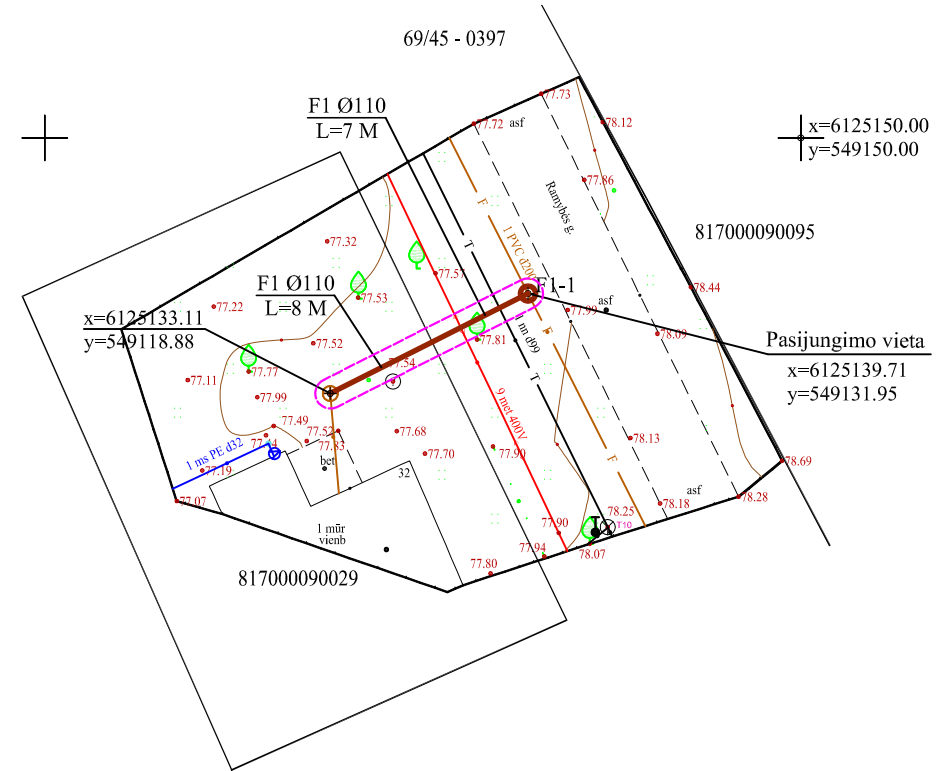 69/45 - 0397
77.73
F1 Ø110
L=7 M
77.72
asf
78.12
x=6125150.00
y=549150.00
77.86
Ramybės g.
F
T
817000090095
77.32
1 PVC d200
77.57
F1 Ø110
L=8 M
77.53
F1-1
78.44
77.22
asf
77.99
x=6125133.11
y=549118.88
F
78.09
77.52
77.81
1 nn d99
Pasijungimo vieta
x=6125139.71
y=549131.95
77.54
77.77
T
77.11
77.99
9 met 400V
77.49
77.52
77.68
78.13
77.83
77.90
77.70
F
1 ms PE d32
77.19
bet
32
78.69
77.07
78.18
asf
78.28
78.25
1 mūr
vienb
77.90
T
T10
77.94
78.07
817000090029
77.80